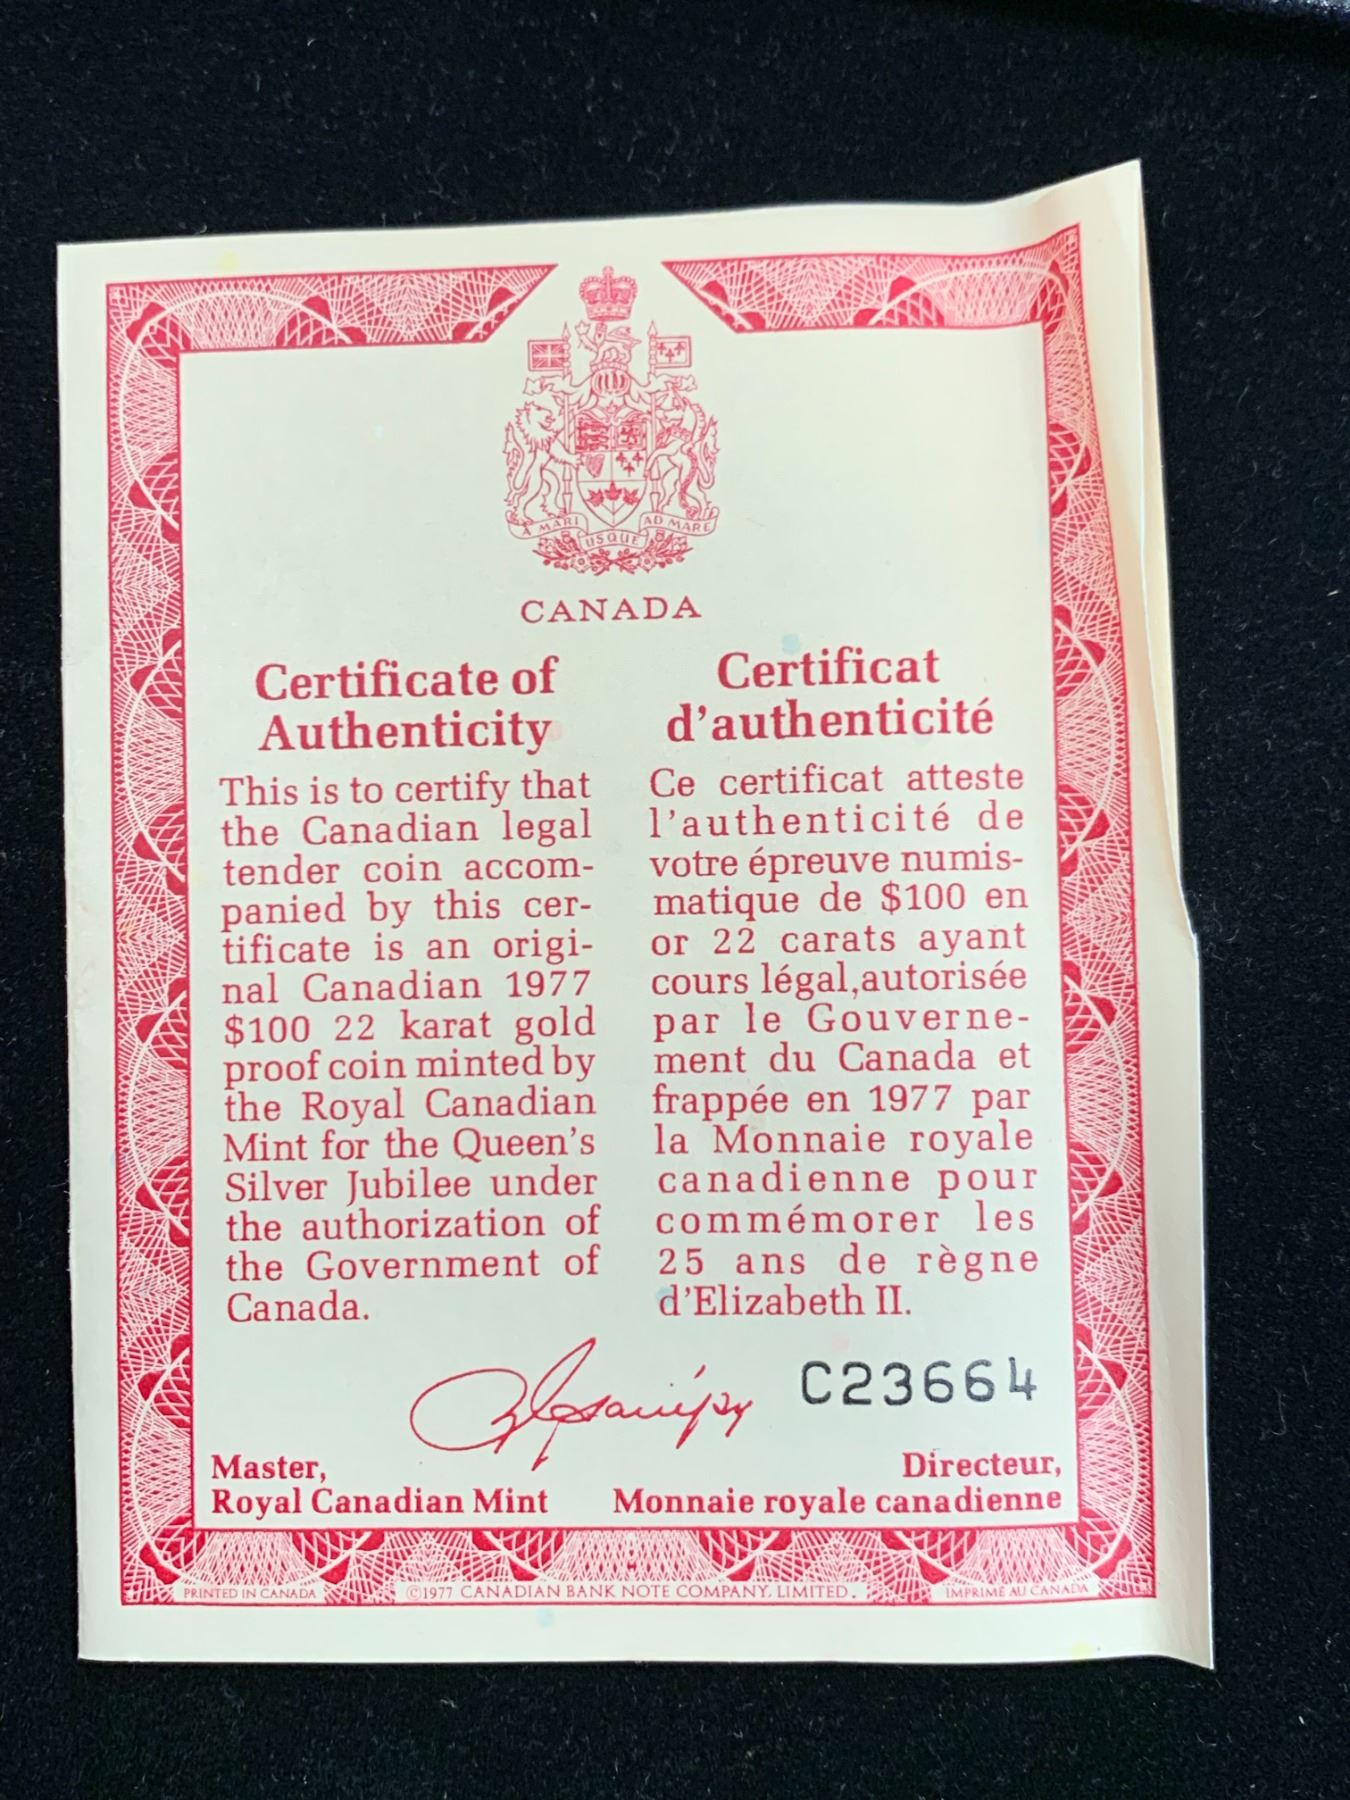 A MARI USQUE AD MARE
CANADA
Certificate of
Authenticity
This is to certify that
the Canadian legal
tender coin accom-
panied by this cer-
tificate is an origi-
nal Canadian 1977
$100 22 karat gold
proof coin minted by
the Royal Canadian
Mint for the Queen's
Silver Jubilee under
the authorization of
the Government of
Canada.
Certificat
d'authenticité
Ce certificat atteste
l'authenticité de
votre épreuve numis-
matique de $100 en
or 22 carats ayant
cours légal,autorisée
par le Gouverne-
ment du Canada et
frappée en 1977 par
la Monnaie royale
canadienne pour
commémorer les
25 ans de règne
d'Elizabeth II.
C23664
Master,
Royal Canadian Mint
Directeur,
Monnaie royale canadienne
PRINTED IN CANADA
©1977 CANADIAN BANK NOTE COMPANY, LIMITED.
IMPRIMÉ AU CANADA